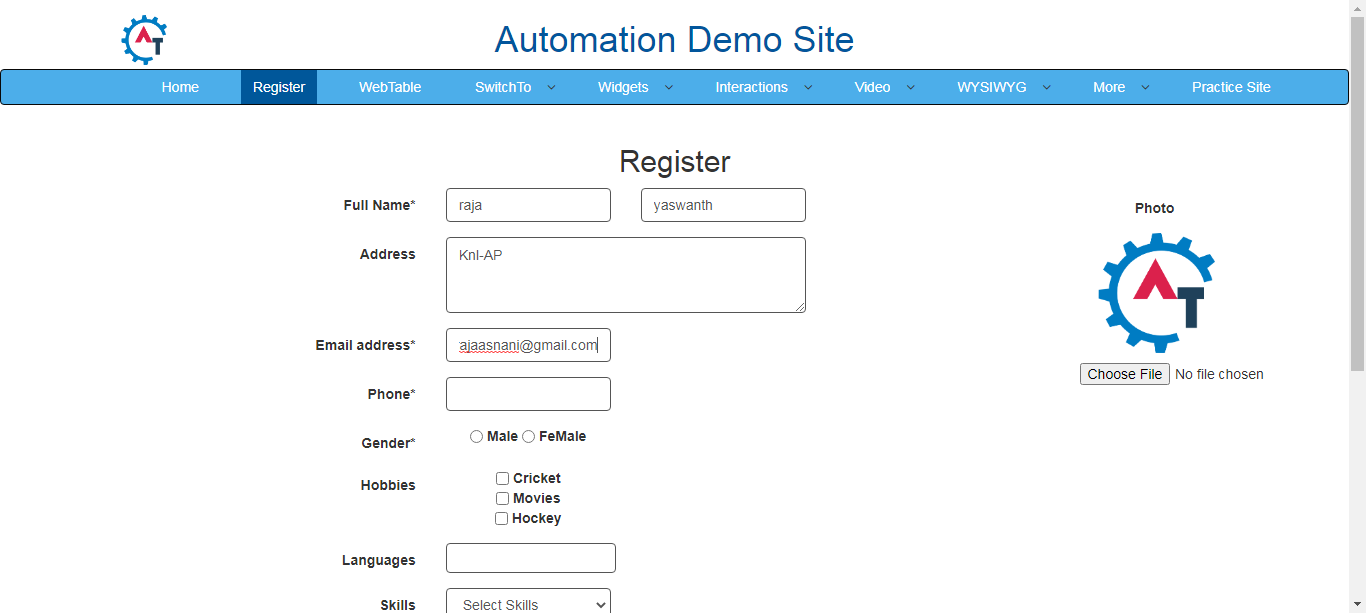 AT
Automation Demo Site
Home Register WebTable SwitchTo Widgets Interactions Video WYSIWYG More Practice Site
Register
Full Name* raja yaswanth
Photo
Address Knl-AP
AT
Email address* ajaasnani@gmail.com
Choose File No file chosen
Phone*
Gender* Male FeMale
Hobbies Cricket
Movies
Hockey
Languages
Skills Select Skills